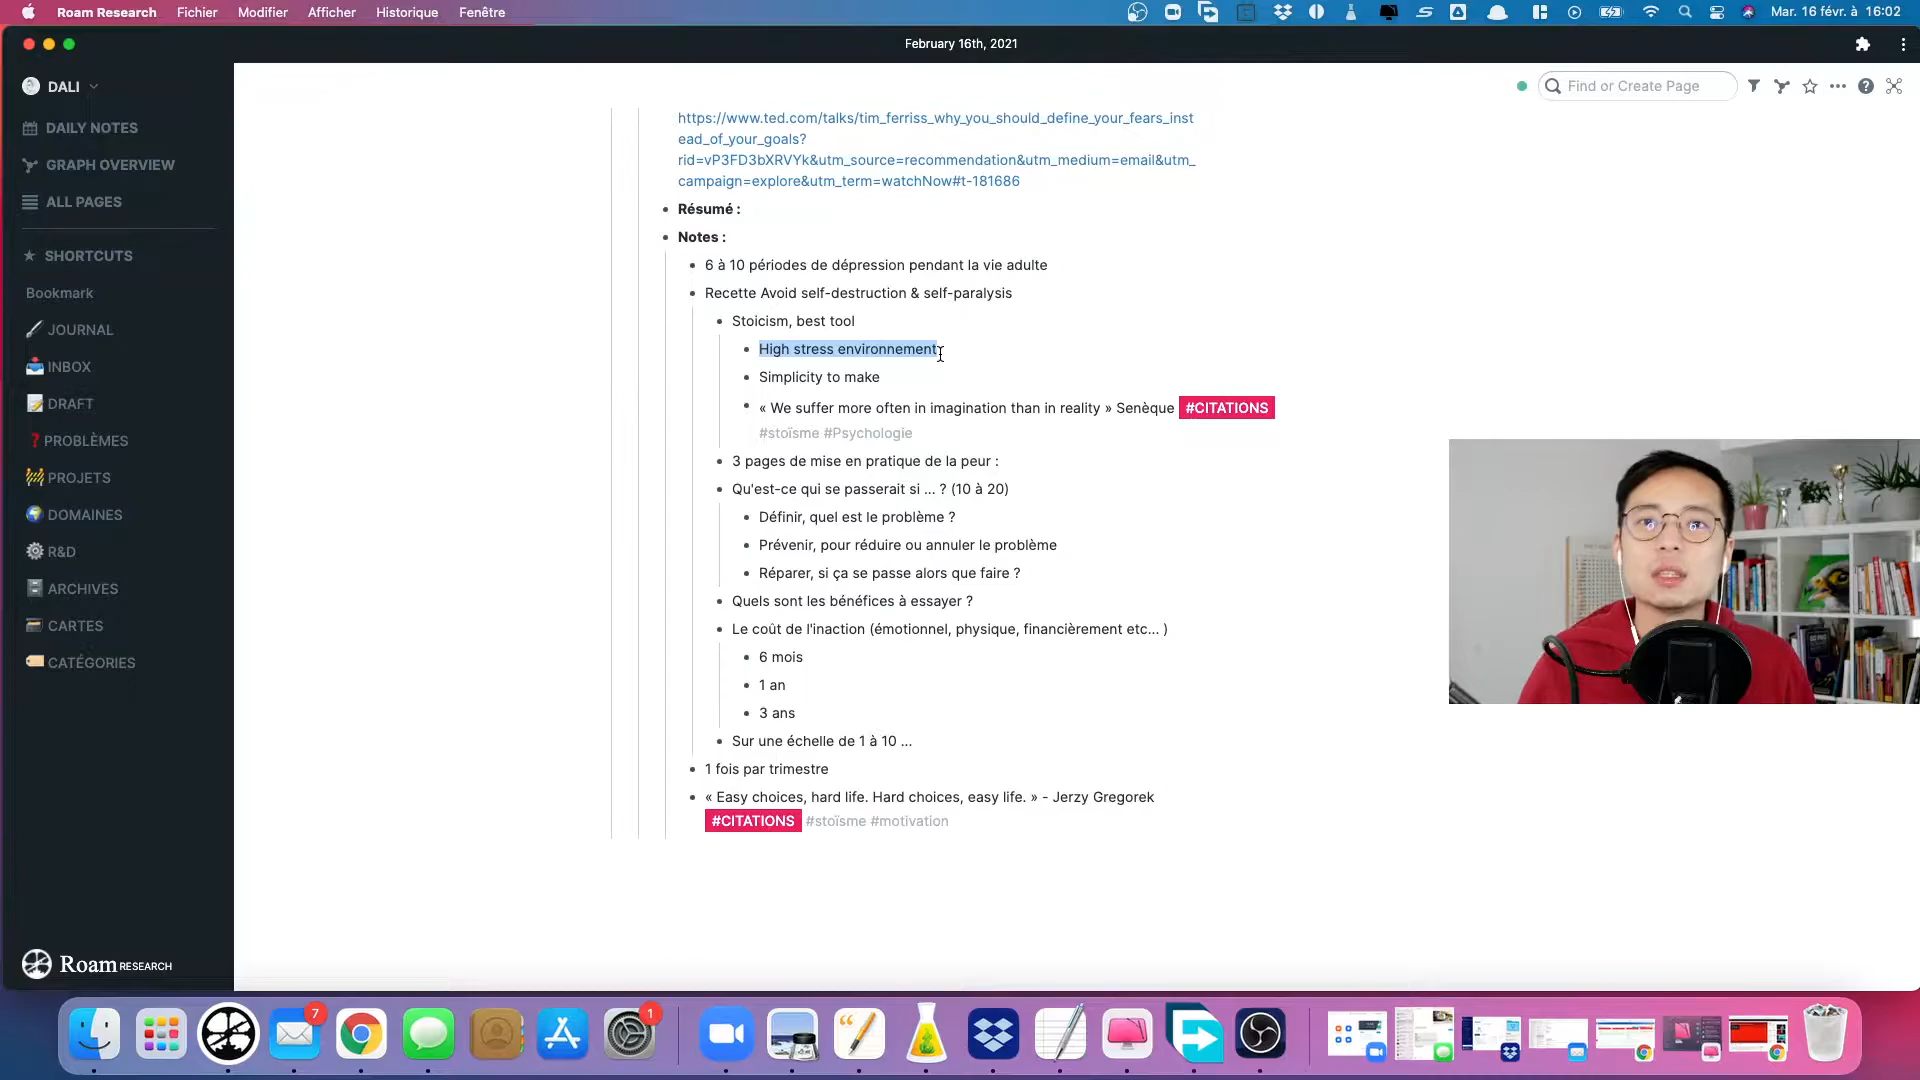 Roam Research Fichier Modifier Afficher Historique Fenêtre Mar. 16 févr. à 16:02
February 16th, 2021
DALI
DAILY NOTES
GRAPH OVERVIEW
ALL PAGES
SHORTCUTS
Bookmark
JOURNAL
INBOX
DRAFT
PROBLÈMES
PROJETS
DOMAINES
R&D
ARCHIVES
CARTES
CATÉGORIES
Roam RESEARCH
Find or Create Page
https://www.ted.com/talks/tim_ferriss_why_you_should_define_your_fears_inst
ead_of_your_goals?
rid=vP3FD3bXRVYk&utm_source=recommendation&utm_medium=email&utm_
campaign=explore&utm_term=watchNow#t-181686
Résumé :
Notes :
6 à 10 périodes de dépression pendant la vie adulte
Recette Avoid self-destruction & self-paralysis
Stoicism, best tool
High stress environnement
Simplicity to make
« We suffer more often in imagination than in reality » Senèque #CITATIONS
#stoïsme #Psychologie
3 pages de mise en pratique de la peur :
Qu'est-ce qui se passerait si ... ? (10 à 20)
Définir, quel est le problème ?
Prévenir, pour réduire ou annuler le problème
Réparer, si ça se passe alors que faire ?
Quels sont les bénéfices à essayer ?
Le coût de l'inaction (émotionnel, physique, financièrement etc... )
6 mois
1 an
3 ans
Sur une échelle de 1 à 10 ...
1 fois par trimestre
« Easy choices, hard life. Hard choices, easy life. » - Jerzy Gregorek
#CITATIONS #stoïsme #motivation
7
1